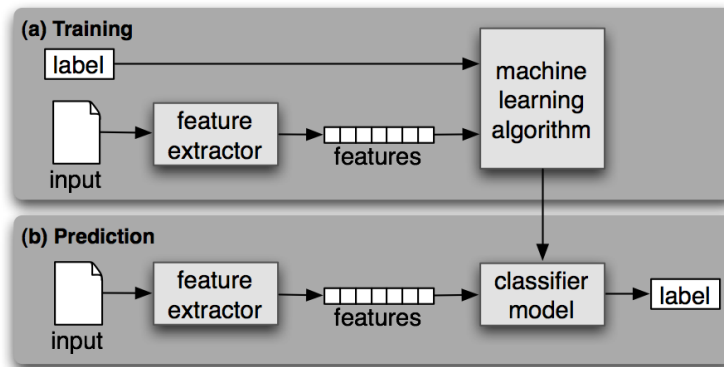 (a) Training
label
machine
learning
algorithm
feature
extractor
features
input
(b) Prediction
feature
extractor
features
input
classifier
model
label